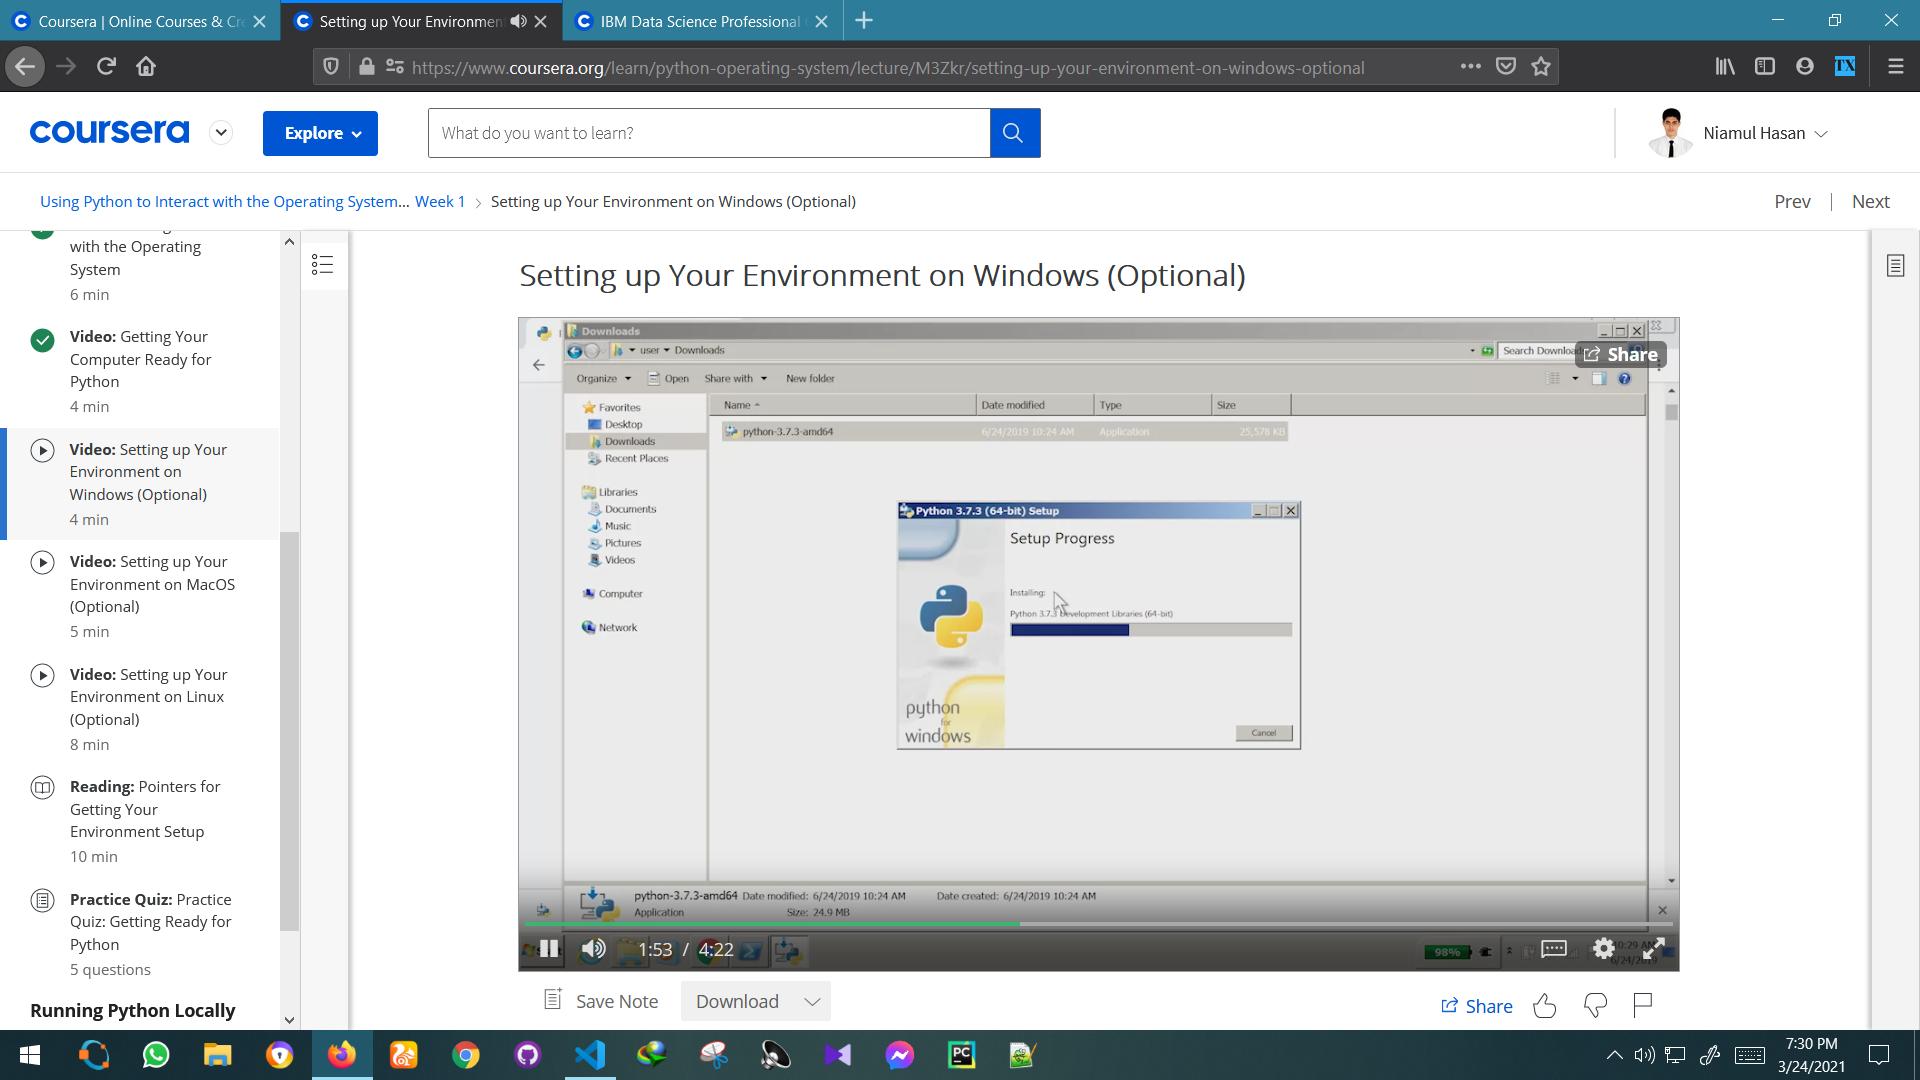 Coursera | Online Courses & Cr
Setting up Your Environmen
IBM Data Science Professional
https://www.coursera.org/learn/python-operating-system/lecture/M3Zkr/setting-up-your-environment-on-windows-optional
TX
coursera
Explore
What do you want to learn?
Niamul Hasan
Using Python to Interact with the Operating System... Week 1 > Setting up Your Environment on Windows (Optional)
Prev | Next
with the Operating
System
6 min
Video: Getting Your
Computer Ready for
Python
4 min
Video: Setting up Your
Environment on
Windows (Optional)
4 min
Video: Setting up Your
Environment on MacOS
(Optional)
5 min
Video: Setting up Your
Environment on Linux
(Optional)
8 min
Reading: Pointers for
Getting Your
Environment Setup
10 min
Practice Quiz: Practice
Quiz: Getting Ready for
Python
5 questions
Running Python Locally
Setting up Your Environment on Windows (Optional)
Downloads
user Downloads
Search Downloa
Share
Organize Open Share with New folder
Favorites
Desktop
Downloads
Recent Places
Libraries
Documents
Music
Pictures
Videos
Computer
Network
Name Date modified Type Size
python-3.7.3-amd64 6/24/2019 10:24 AM Application 25,578 KB
Python 3.7.3 (64-bit) Setup
Setup Progress
Installing:
Python 3.7.3 Development Libraries (64-bit)
python
for
windows
Cancel
python-3.7.3-amd64 Date modified: 6/24/2019 10:24 AM Date created: 6/24/2019 10:24 AM
Application Size: 24.9 MB
1:53 / 4:22
98%
10:29 AM
6/24/2019
Save Note
Download
Share
PC
7:30 PM
3/24/2021